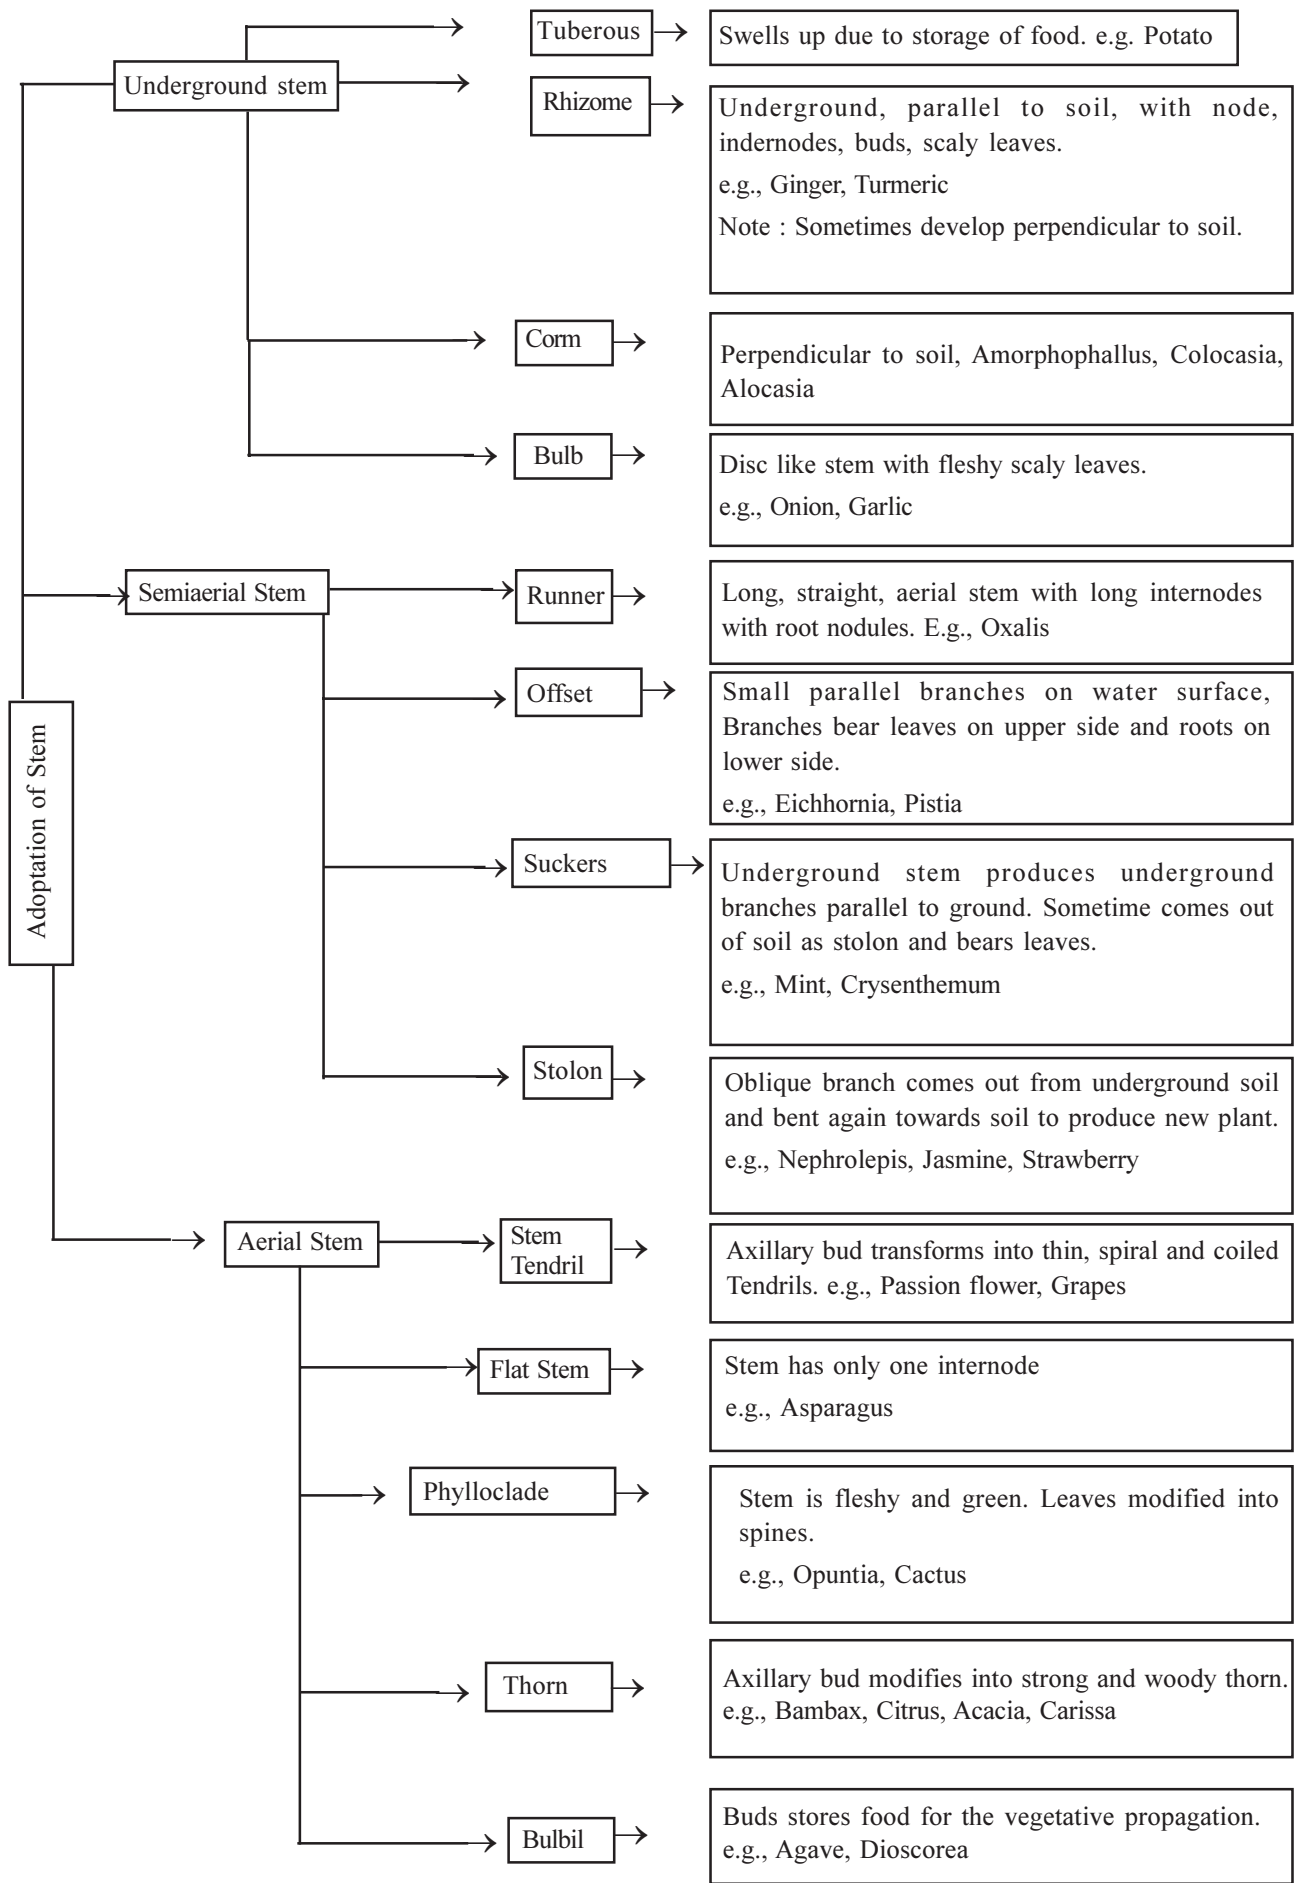 Tuberous
Swells up due to storage of food. e.g. Potato
Underground stem
Rhizome
Underground, parallel to soil, with node,
indernodes, buds, scaly leaves.
e.g., Ginger, Turmeric
Note : Sometimes develop perpendicular to soil.
Corm
Perpendicular to soil, Amorphophallus, Colocasia,
Alocasia
Bulb
Disc like stem with fleshy scaly leaves.
e.g., Onion, Garlic
Semiaerial Stem
Runner
Long, straight, aerial stem with long internodes
with root nodules. E.g., Oxalis
Offset
Small parallel branches on water surface,
Branches bear leaves on upper side and roots on
lower side.
e.g., Eichhornia, Pistia
Adoptation of Stem
Suckers
Underground stem produces underground
branches parallel to ground. Sometime comes out
of soil as stolon and bears leaves.
e.g., Mint, Crysenthemum
Stolon
Oblique branch comes out from underground soil
and bent again towards soil to produce new plant.
e.g., Nephrolepis, Jasmine, Strawberry
Aerial Stem
Stem
Tendril
Axillary bud transforms into thin, spiral and coiled
Tendrils. e.g., Passion flower, Grapes
Flat Stem
Stem has only one internode
e.g., Asparagus
Phylloclade
Stem is fleshy and green. Leaves modified into
spines.
e.g., Opuntia, Cactus
Thorn
Axillary bud modifies into strong and woody thorn.
e.g., Bambax, Citrus, Acacia, Carissa
Bulbil
Buds stores food for the vegetative propagation.
e.g., Agave, Dioscorea